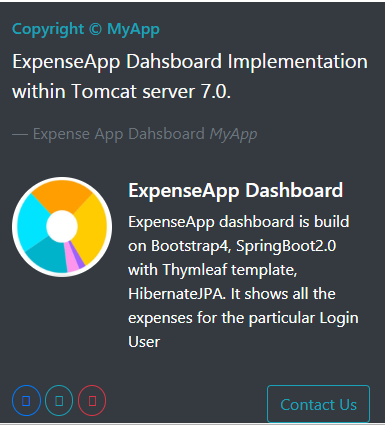 Copyright © MyApp
ExpenseApp Dahsboard Implementation
within Tomcat server 7.0.
— Expense App Dahsboard MyApp
ExpenseApp Dashboard
ExpenseApp dashboard is build
on Bootstrap4, SpringBoot2.0
with Thymleaf template,
HibernateJPA. It shows all the
expenses for the particular Login
User
Contact Us